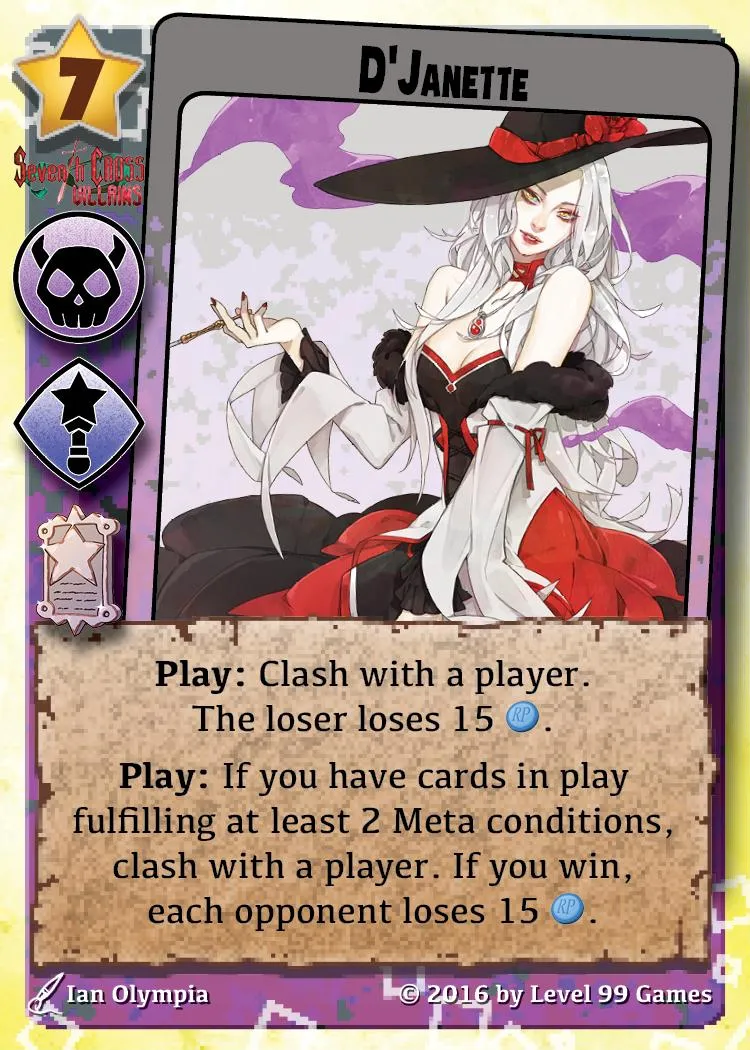 7
D'JANETTE
Seventh Cross
VILLAINS
Play: Clash with a player.
The loser loses 15 RP.
Play: If you have cards in play
fulfilling at least 2 Meta conditions,
clash with a player. If you win,
each opponent loses 15 RP.
Ian Olympia
© 2016 by Level 99 Games